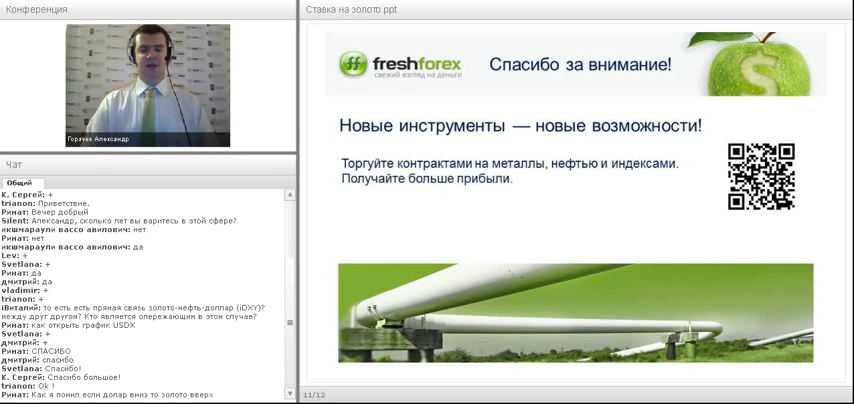 Конференция
Горячев Александр
Чат
Общий
К. Сергей: +
trianon: Приветствие.
Ринат: Вечер добрый
Silent: Александр, сколько лет вы варитесь в этой сфере?
икшмараули вассо авилович: нет
Ринат: нет
икшмараули вассо авилович: да
Lev: +
Svetlana: +
Ринат: да
дмитрий: да
vladimir: +
trianon: +
iВиталий: то есть есть прямая связь золото-нефть-доллар (iDXY)?
между друг другом? Кто является опережающим в этом случае?
Ринат: как открыть график USDX
Svetlana: +
дмитрий: +
Ринат: СПАСИБО
дмитрий: спасибо
Svetlana: Спасибо!
К. Сергей: Спасибо большое!
trianon: Ok !
Ринат: Как я понил если долар вниз то золото вверх
Ставка на золото.ppt
ff freshforex
свежий взгляд на деньги
Спасибо за внимание!
Новые инструменты — новые возможности!
Торгуйте контрактами на металлы, нефтью и индексами.
Получайте больше прибыли.
11/12